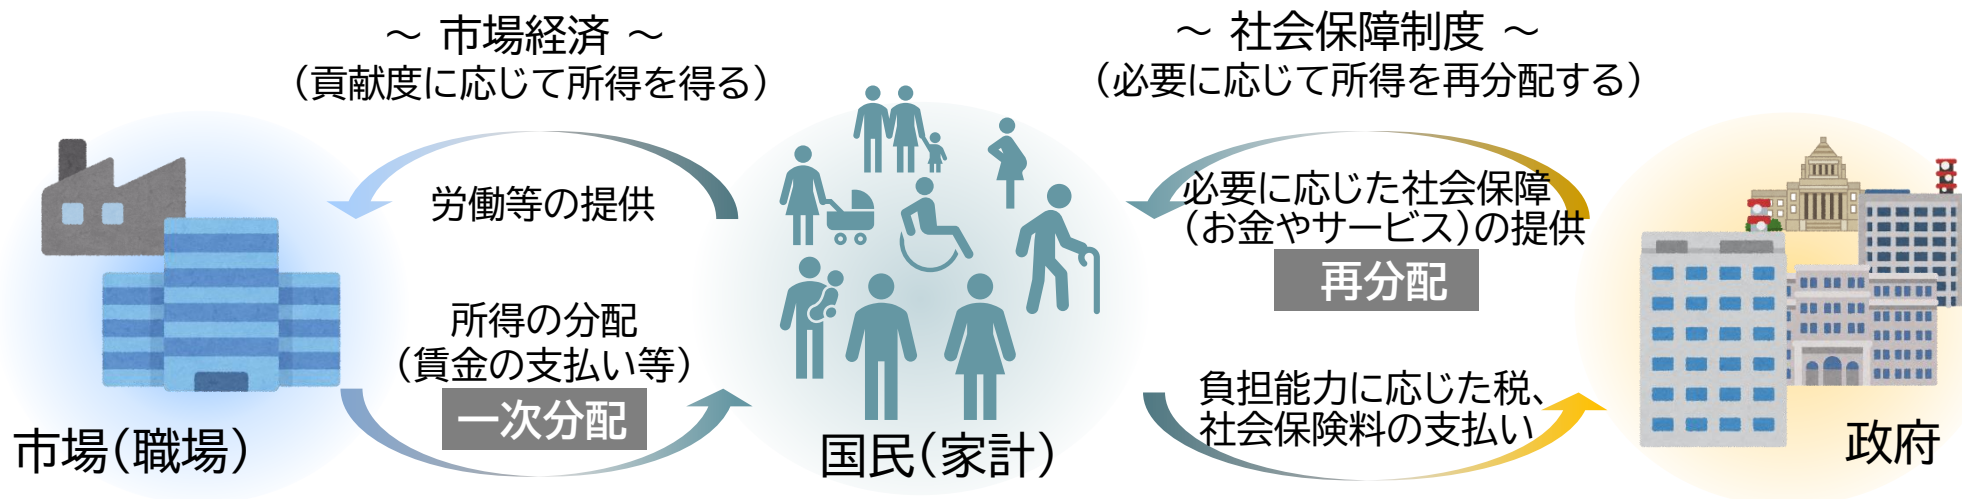 ～ 市場経済 ～
（貢献度に応じて所得を得る）
労働等の提供
所得の分配
（賃金の支払い等）
一次分配
市場（職場）
国民（家計）
～ 社会保障制度 ～
（必要に応じて所得を再分配する）
必要に応じた社会保障
（お金やサービス）の提供
再分配
負担能力に応じた税、
社会保険料の支払い
政府